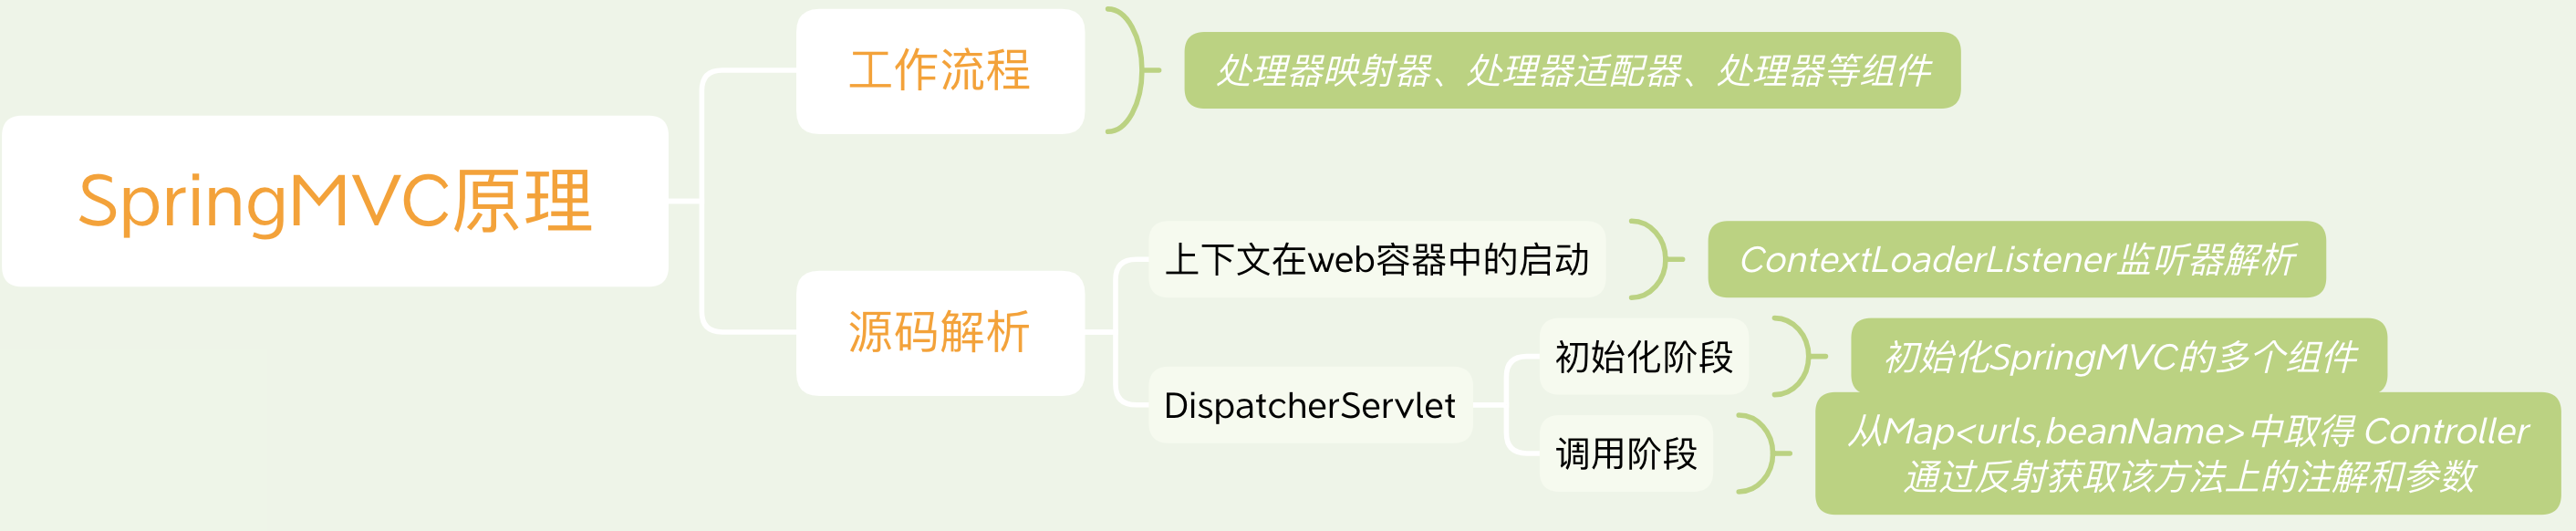 SpringMVC原理
工作流程
处理器映射器、处理器适配器、处理器等组件
源码解析
上下文在web容器中的启动
ContextLoaderListener监听器解析
DispatcherServlet
初始化阶段
初始化SpringMVC的多个组件
调用阶段
从Map<urls,beanName>中取得 Controller
通过反射获取该方法上的注解和参数